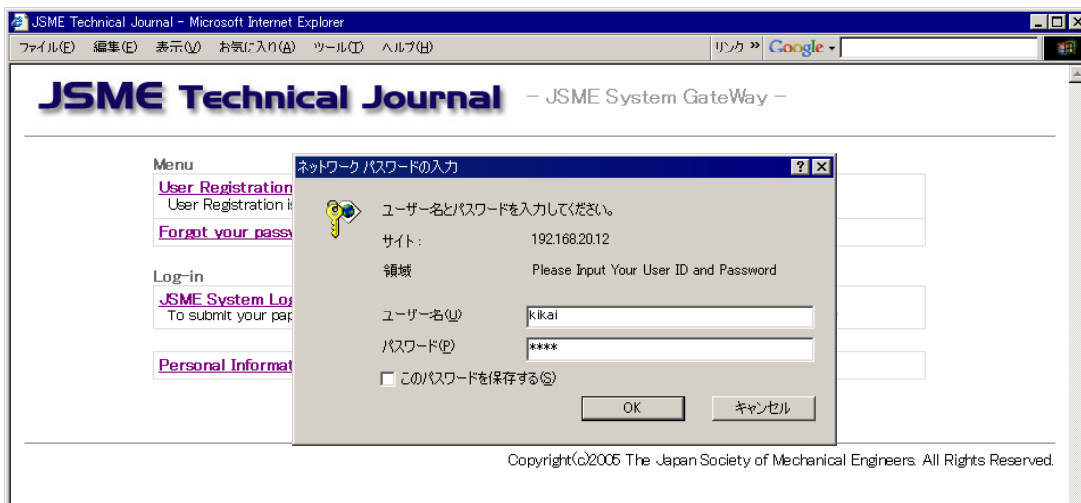 JSME Technical Journal - Microsoft Internet Explorer
ファイル(F) 編集(E) 表示(V) お気に入り(A) ツール(T) ヘルプ(H) リンク » Google
JSME Technical Journal - JSME System GateWay -
Menu
User Registration
User Registration
Forgot your
Log-in
JSME System
To submit your
Personal
ネットワーク パスワードの入力
ユーザー名とパスワードを入力してください。
サイト: 192.168.20.12
領域 Please Input Your User ID and Password
ユーザー名(U) kikai
パスワード(P) ****
このパスワードを保存する(S)
OK キャンセル
Copyright(c)2005 The Japan Society of Mechanical Engineers. All Rights Reserved.